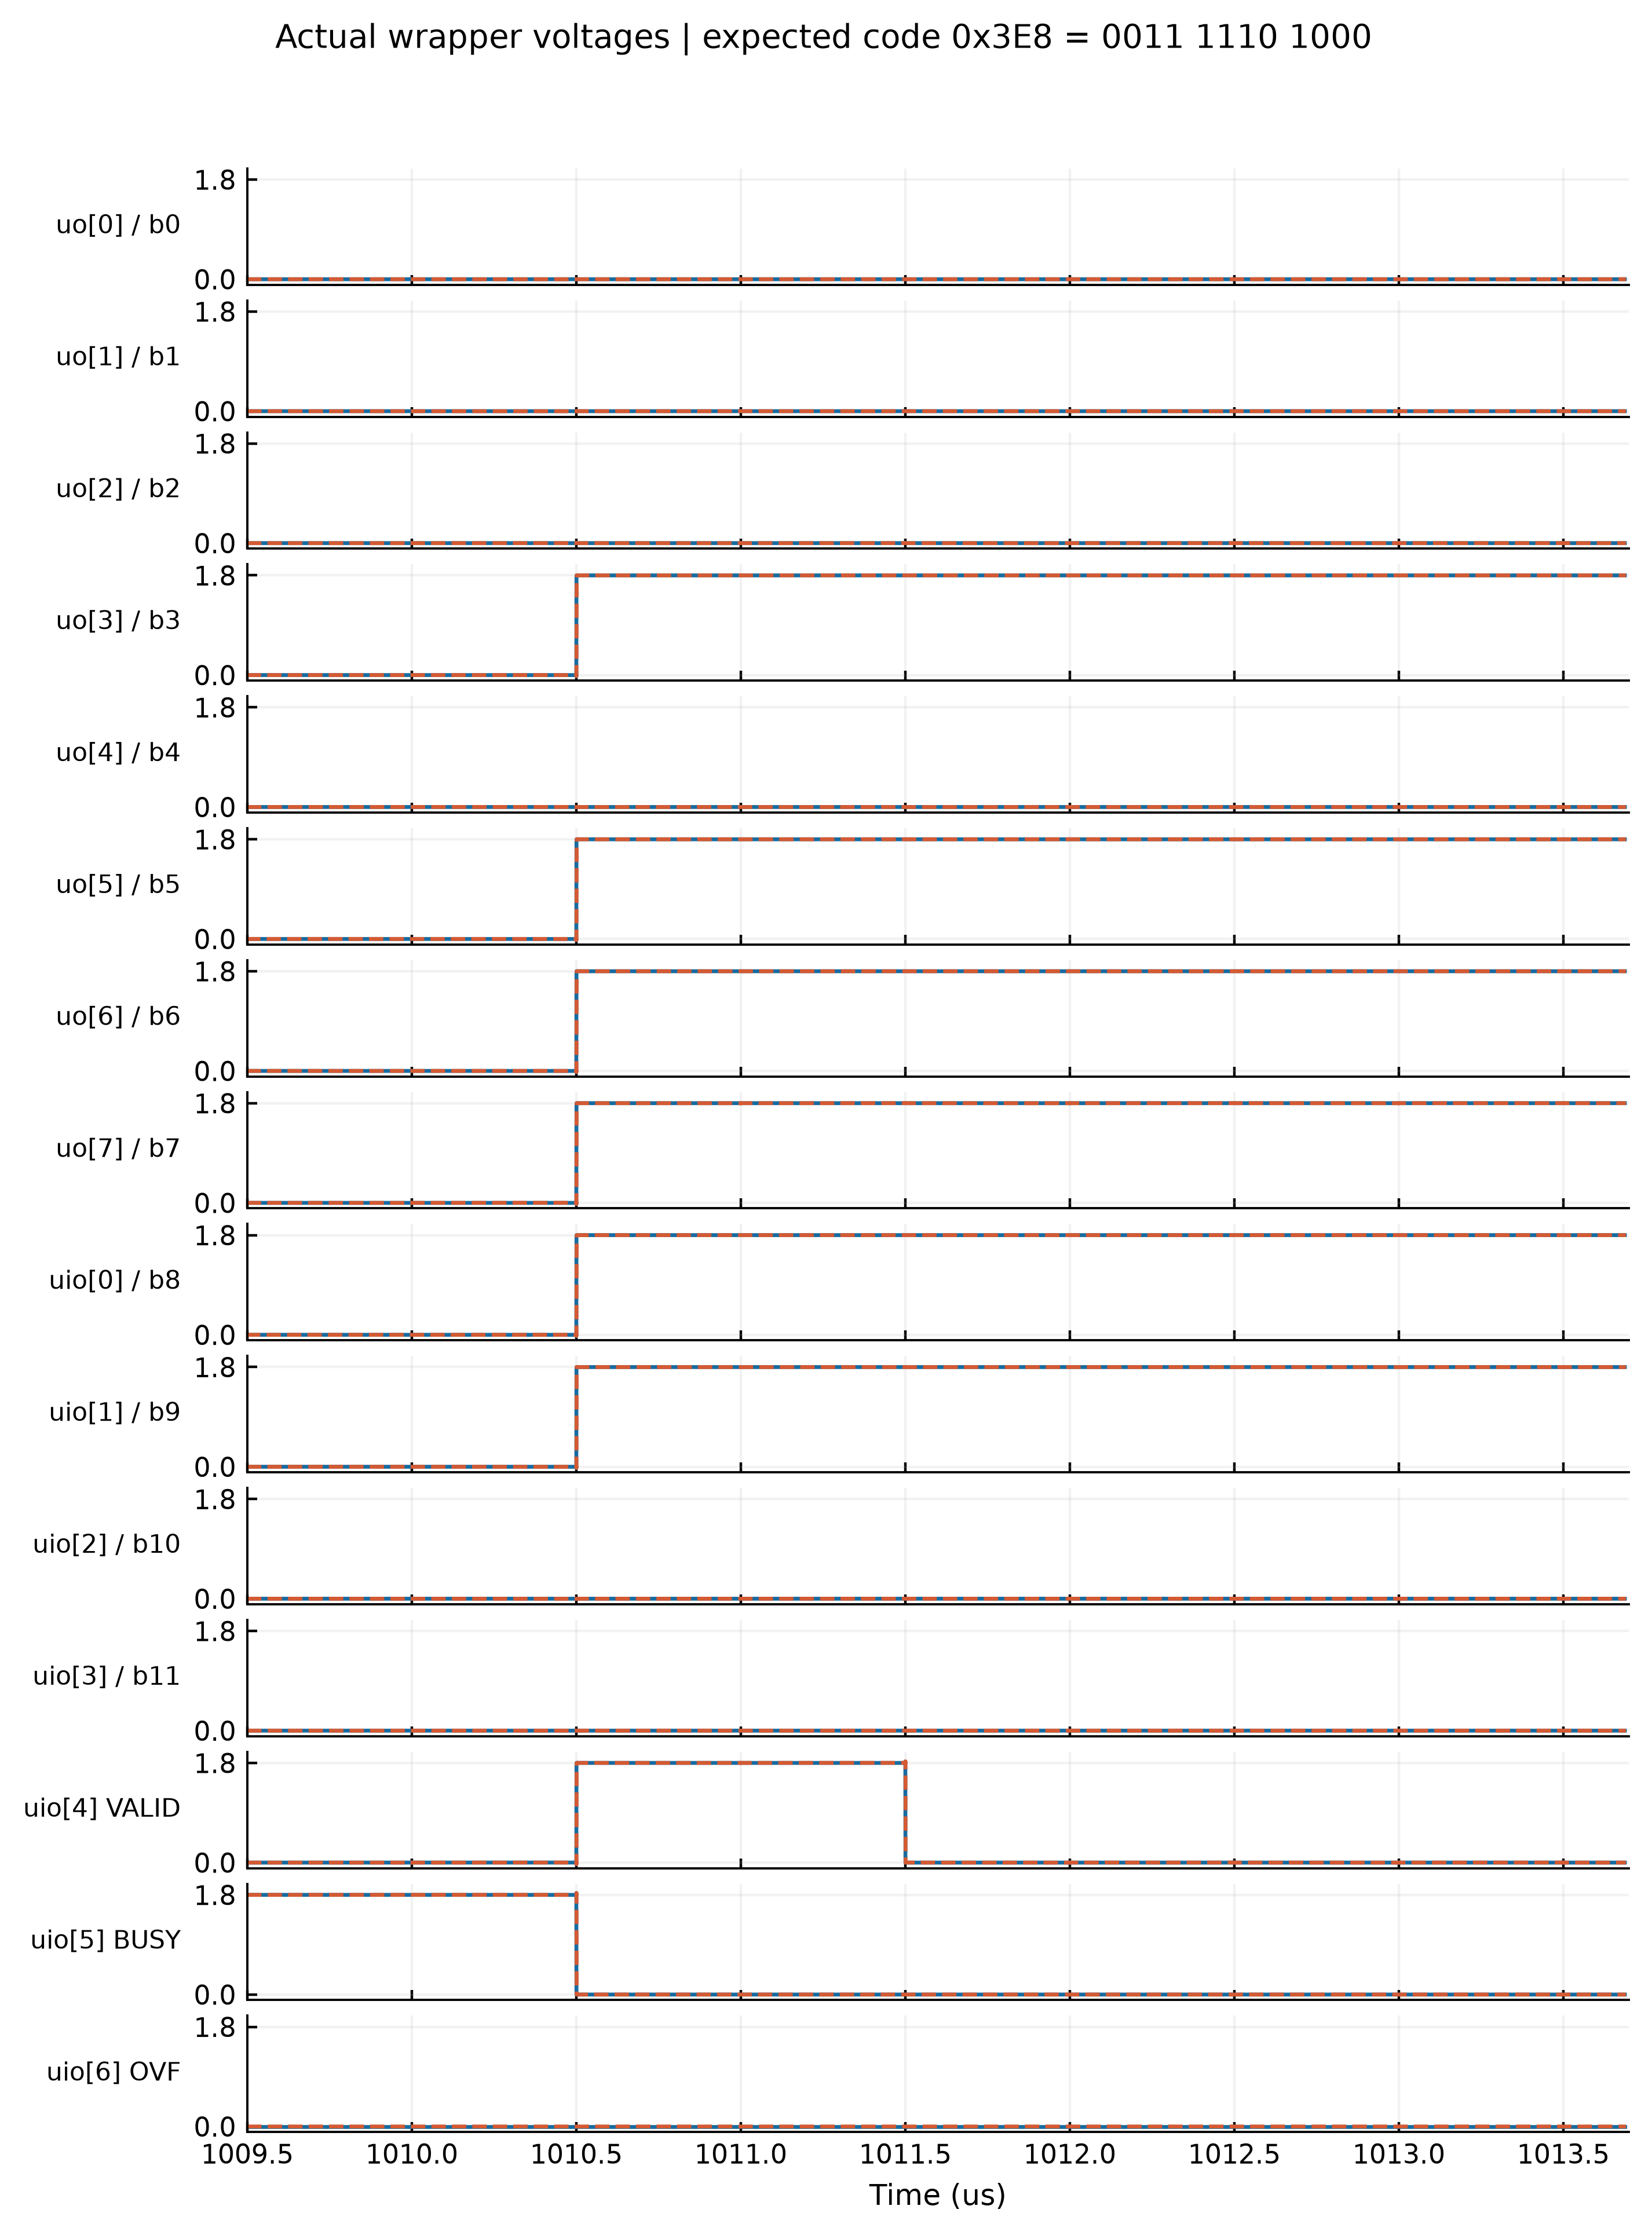 Actual wrapper voltages | expected code 0x3E8 = 0011 1110 1000
1.8
uo[0] / b0
0.0
1.8
uo[1] / b1
0.0
1.8
uo[2] / b2
0.0
1.8
uo[3] / b3
0.0
1.8
uo[4] / b4
0.0
1.8
uo[5] / b5
0.0
1.8
uo[6] / b6
0.0
1.8
uo[7] / b7
0.0
1.8
uio[0] / b8
0.0
1.8
uio[1] / b9
0.0
1.8
uio[2] / b10
0.0
1.8
uio[3] / b11
0.0
1.8
uio[4] VALID
0.0
1.8
uio[5] BUSY
0.0
1.8
uio[6] OVF
0.0
1009.5 1010.0 1010.5 1011.0 1011.5 1012.0 1012.5 1013.0 1013.5
Time (us)